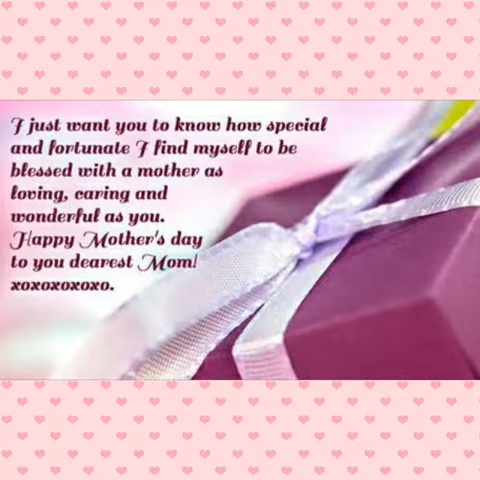 I just want you to know how special
and fortunate I find myself to be
blessed with a mother as
loving, caring and
wonderful as you.
Happy Mother's day
to you dearest Mom!
xoxoxoxoxo.